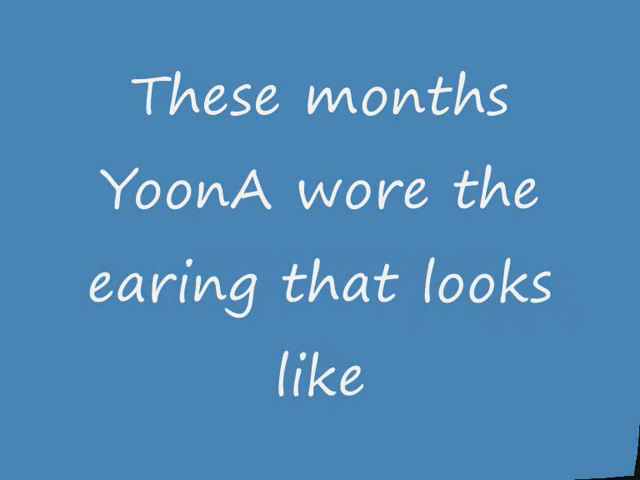 These months
YoonA wore the
earing that looks
like